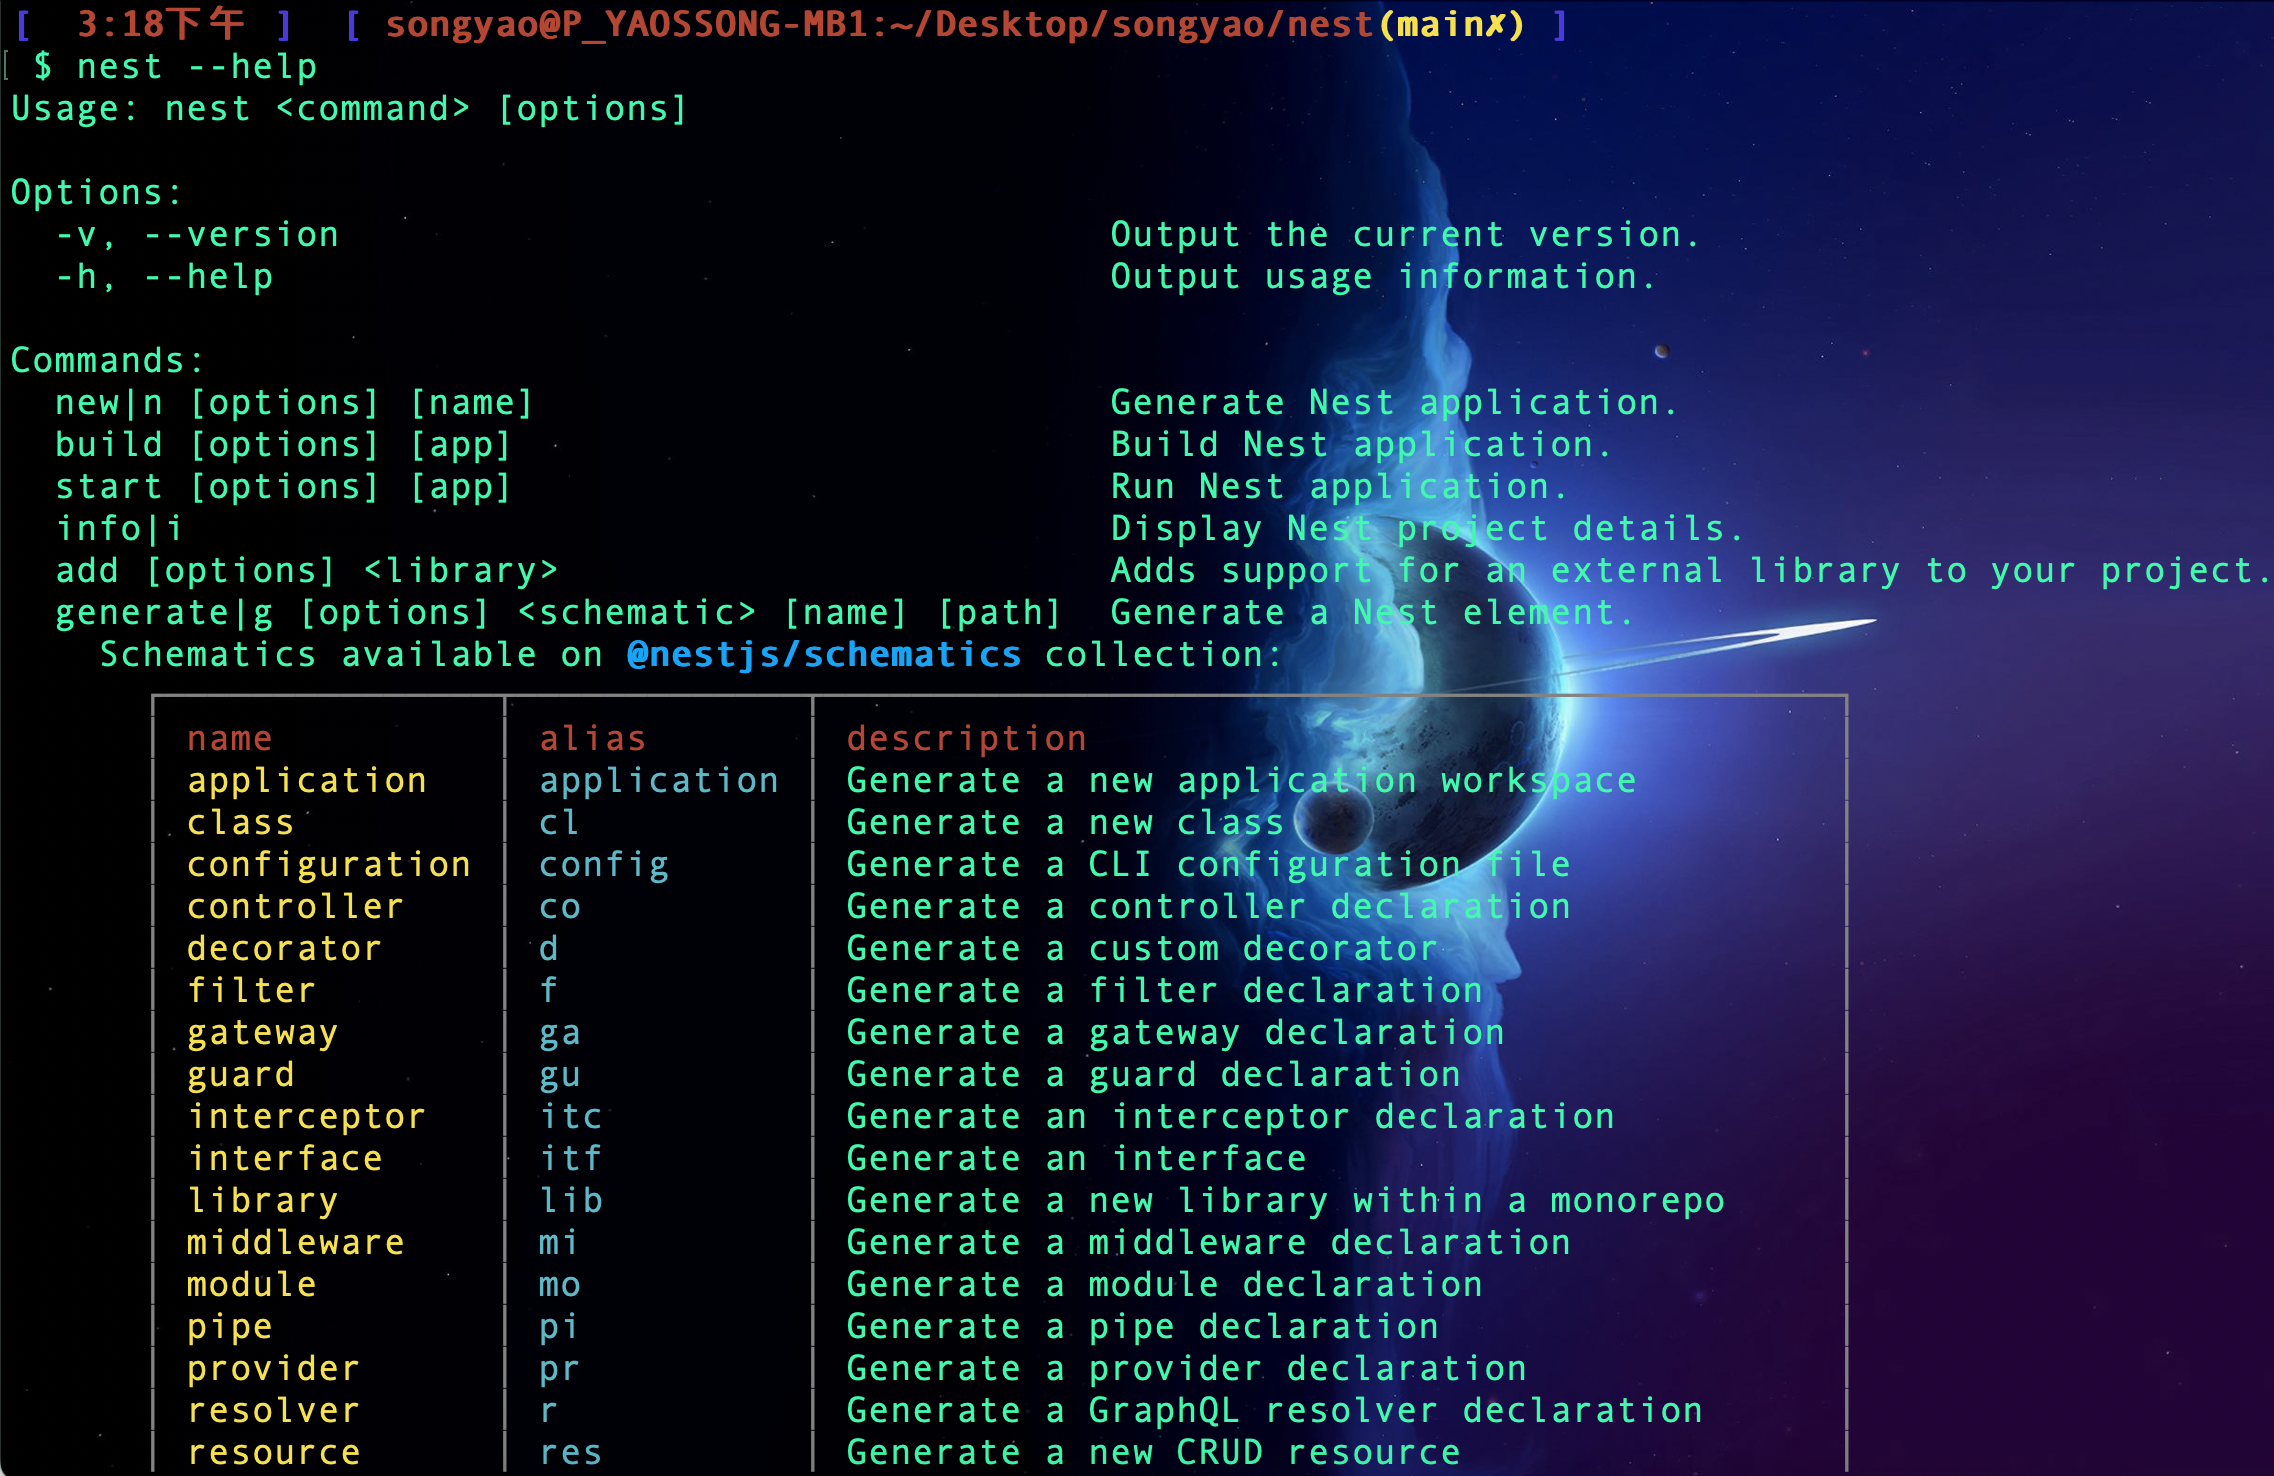 [  3:18下午 ]  [ songyao@P_YAOSSONG-MB1:~/Desktop/songyao/nest(main✗) ]
$ nest --help
Usage: nest <command> [options]
Options:
-v, --version Output the current version.
-h, --help Output usage information.
Commands:
new|n [options] [name] Generate Nest application.
build [options] [app] Build Nest application.
start [options] [app] Run Nest application.
info|i Display Nest project details.
add [options] <library> Adds support for an external library to your project.
generate|g [options] <schematic> [name] [path] Generate a Nest element.
Schematics available on @nestjs/schematics collection:
name alias description
application application Generate a new application workspace
class cl Generate a new class
configuration config Generate a CLI configuration file
controller co Generate a controller declaration
decorator d Generate a custom decorator
filter f Generate a filter declaration
gateway ga Generate a gateway declaration
guard gu Generate a guard declaration
interceptor itc Generate an interceptor declaration
interface itf Generate an interface
library lib Generate a new library within a monorepo
middleware mi Generate a middleware declaration
module mo Generate a module declaration
pipe pi Generate a pipe declaration
provider pr Generate a provider declaration
resolver r Generate a GraphQL resolver declaration
resource res Generate a new CRUD resource